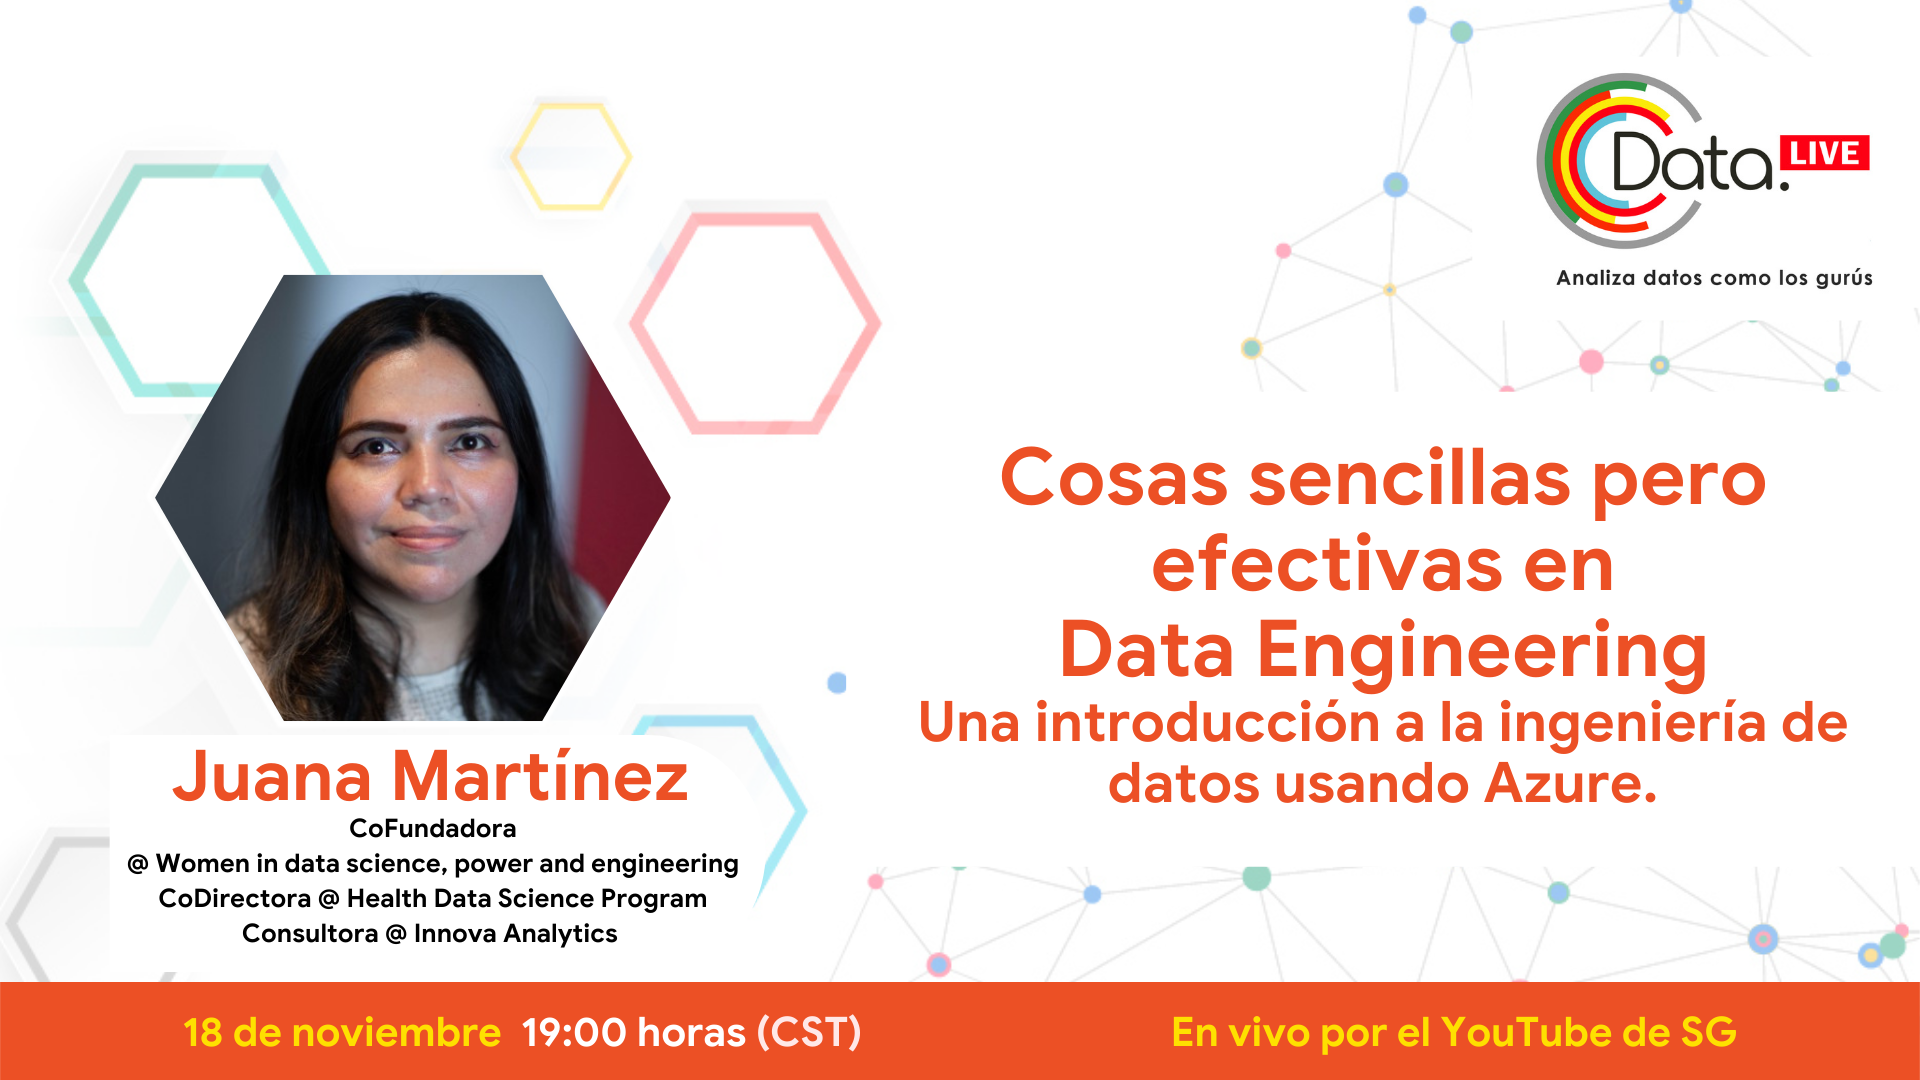 Data. LIVE
Analiza datos como los gurús
Cosas sencillas pero
efectivas en
Data Engineering
Una introducción a la ingeniería de
datos usando Azure.
Juana Martínez
CoFundadora
@ Women in data science, power and engineering
CoDirectora @ Health Data Science Program
Consultora @ Innova Analytics
18 de noviembre 19:00 horas (CST)
En vivo por el YouTube de SG